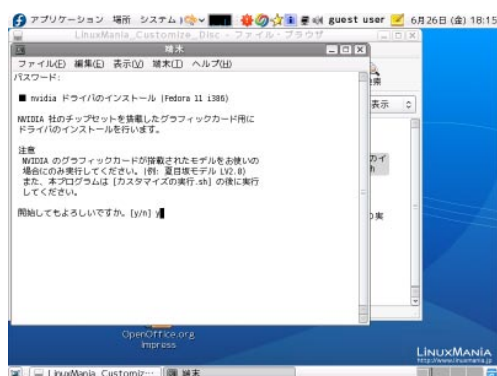 アプリケーション 場所 システム guest user 6月26日 (金) 18:15
LinuxMania_Customize__Disc - ファイル・ブラウザ
端末
ファイル(F) 編集(E) 表示(V) 端末(T) ヘルプ(H)
パスワード:
■ nvidia ドライバのインストール (Fedora 11 i386)
NVIDIA 社のチップセットを搭載したグラフィックカード用に
ドライバのインストールを行います。
注意
NVIDIA のグラフィックカードが搭載されたモデルをお使いの
場合にのみ実行してください。(例: 夏目坂モデル LV2.8)
また、本プログラムは [カスタマイズの実行.sh] の後に実行
してください。
開始してもよろしいですか。[y/n] y
表示
OpenOffice.org
Impress
LINUXMANIA
http://www.linuxmania.jp
LinuxMania_Customiz...
端末